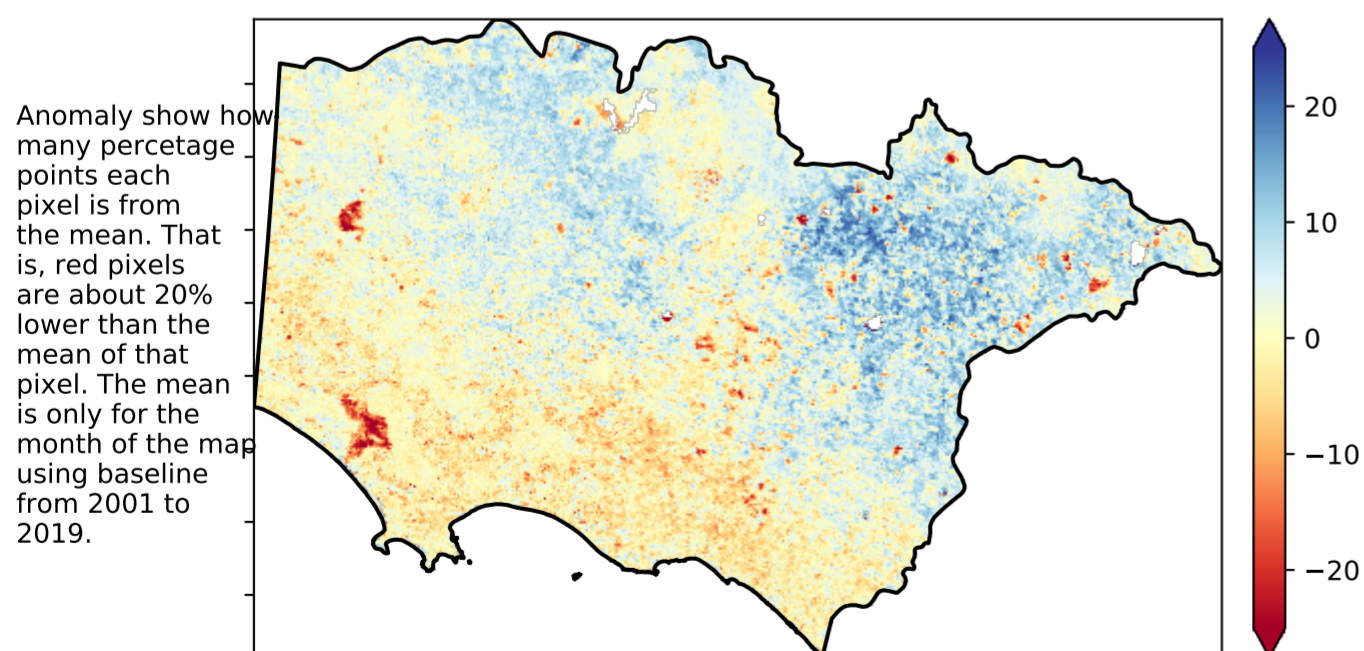 Anomaly show how
many percetage
points each
pixel is from
the mean. That
is, red pixels
are about 20%
lower than the
mean of that
pixel. The mean
is only for the
month of the map
using baseline
from 2001 to
2019.
20
10
0
−10
−20